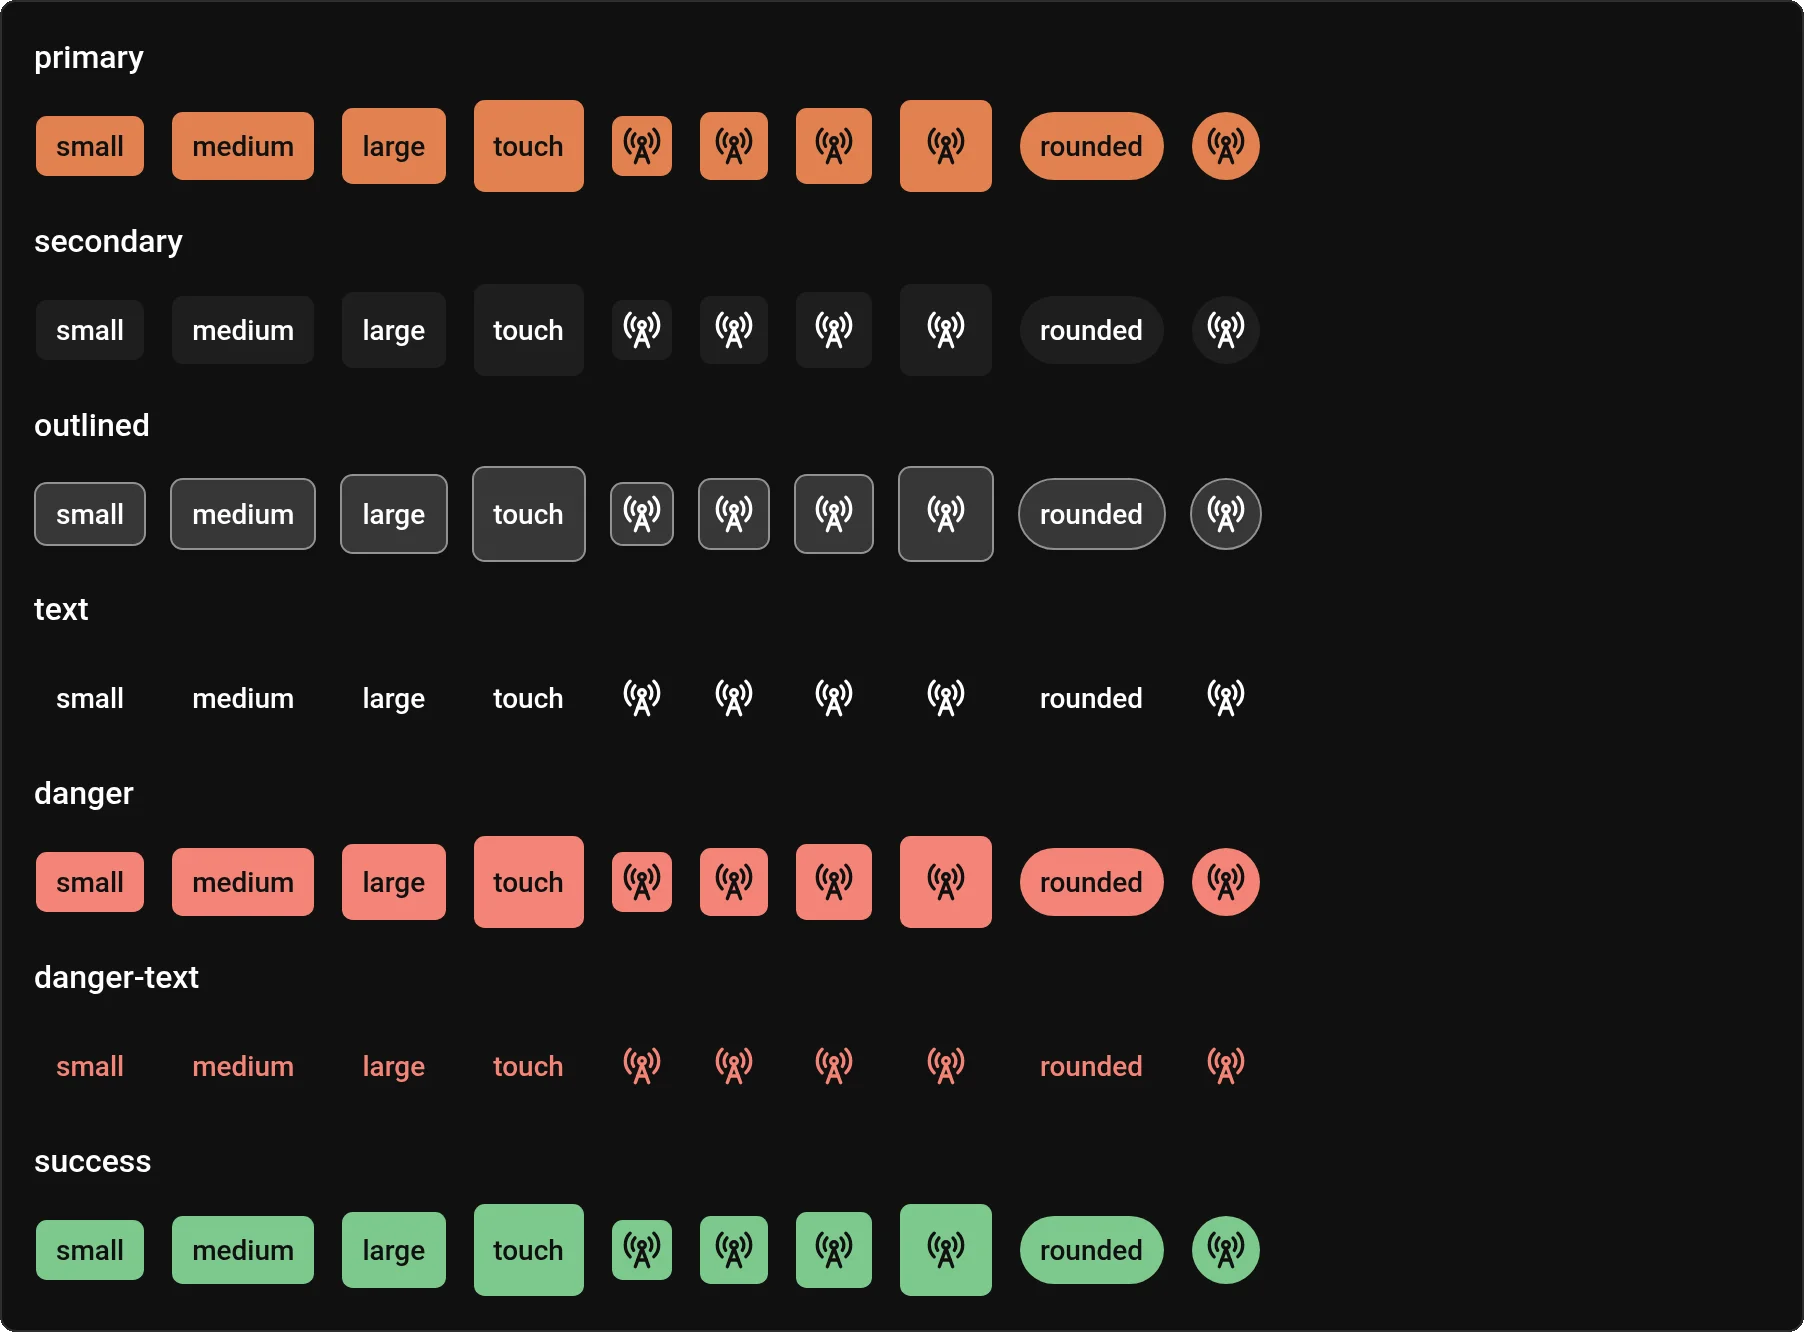 primary
small medium large touch rounded
secondary
small medium large touch rounded
outlined
small medium large touch rounded
text
small medium large touch rounded
danger
small medium large touch rounded
danger-text
small medium large touch rounded
success
small medium large touch rounded